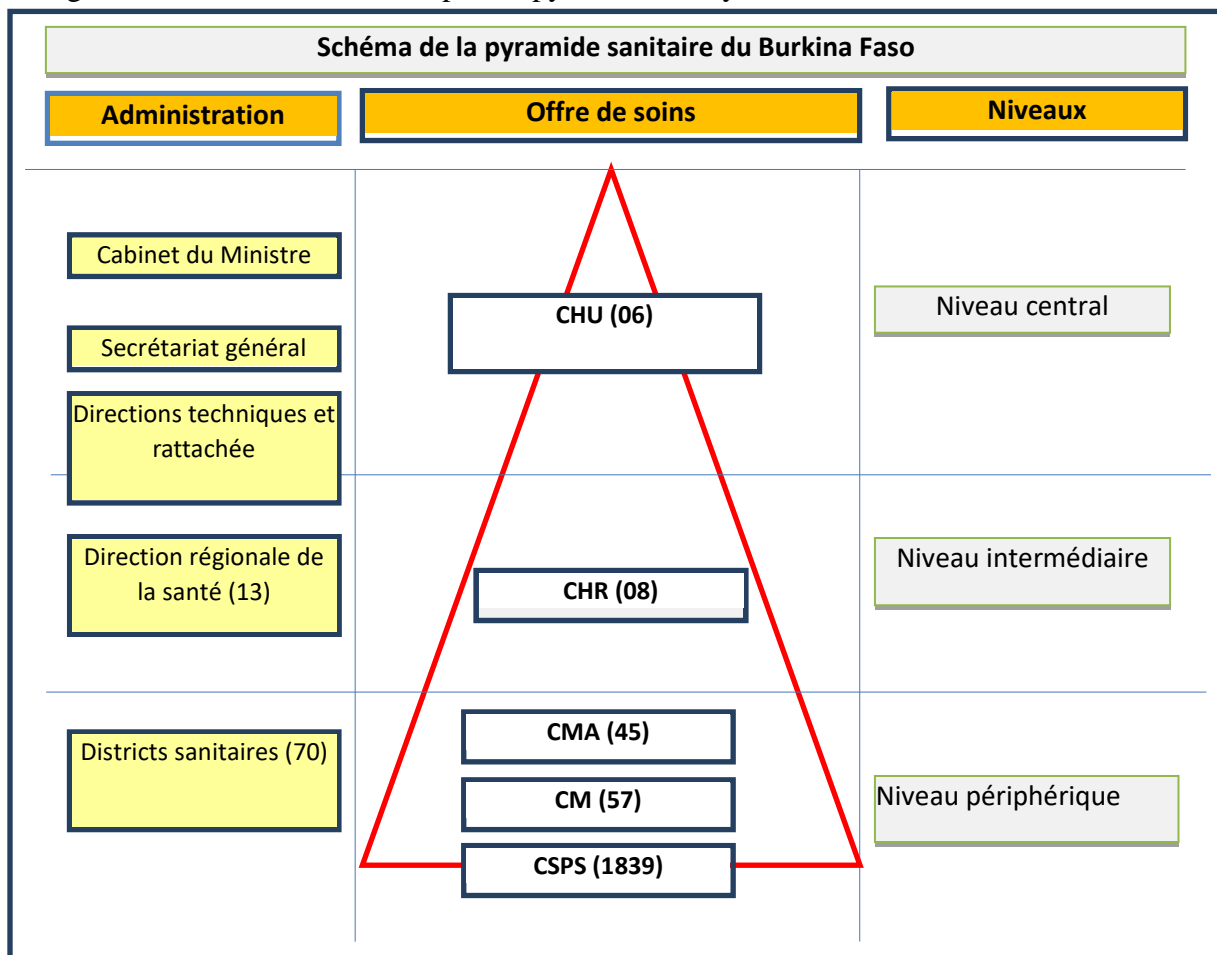 Schéma de la pyramide sanitaire du Burkina Faso
Administration
Offre de soins
Niveaux
Cabinet du Ministre
Secrétariat général
Directions techniques et
rattachée
CHU (06)
Niveau central
Direction régionale de
la santé (13)
CHR (08)
Niveau intermédiaire
Districts sanitaires (70)
CMA (45)
CM (57)
CSPS (1839)
Niveau périphérique